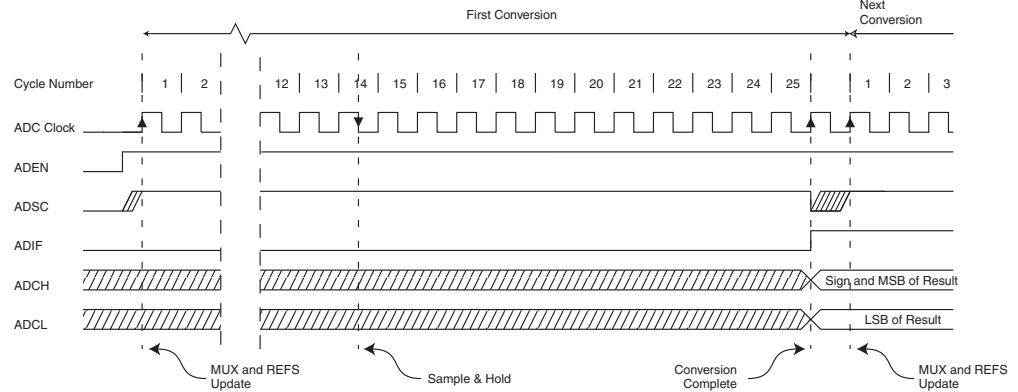 First Conversion
Next
Conversion
Cycle Number 1 2 12 13 14 15 16 17 18 19 20 21 22 23 24 25 1 2 3
ADC Clock
ADEN
ADSC
ADIF
ADCH Sign and MSB of Result
ADCL LSB of Result
MUX and REFS
Update
Sample & Hold
Conversion
Complete
MUX and REFS
Update